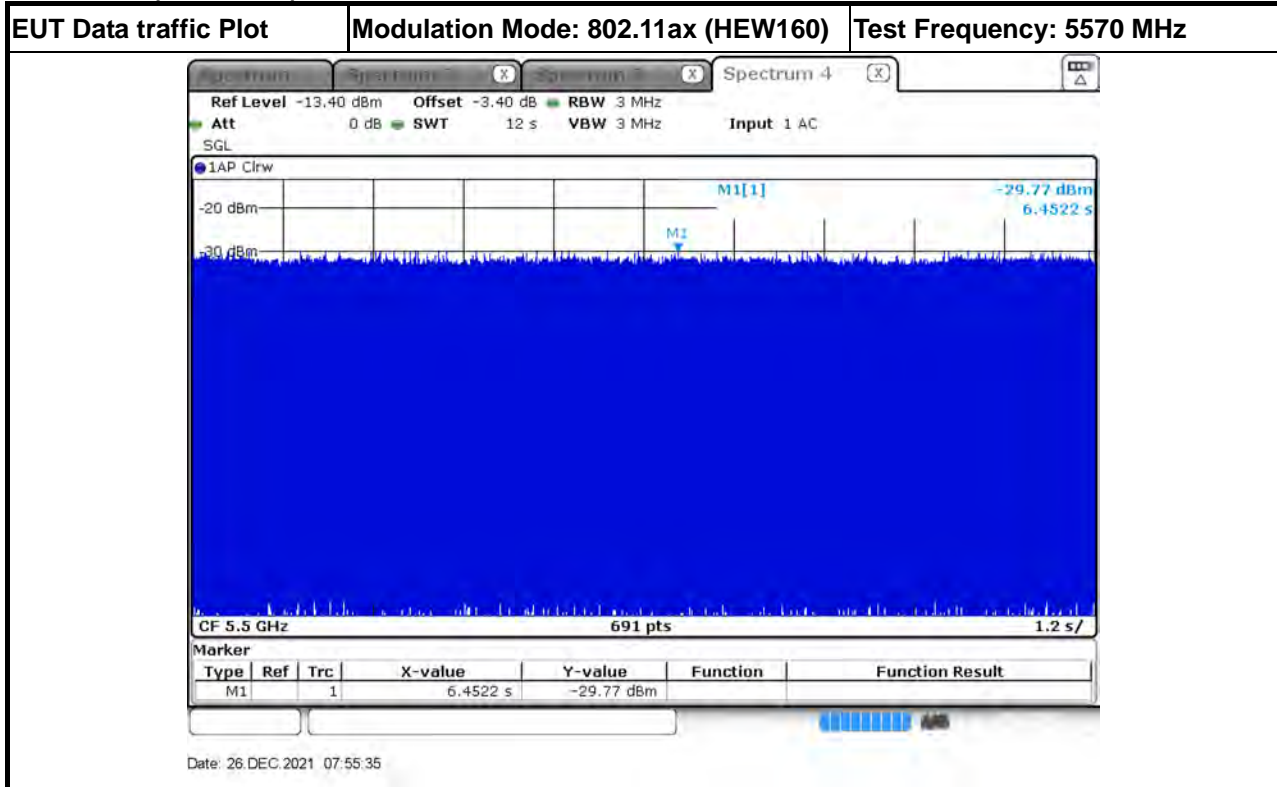 EUT Data traffic Plot Modulation Mode: 802.11ax (HEW160) Test Frequency: 5570 MHz
Spectrum 4
Ref Level -13.40 dBm Offset -3.40 dB RBW 3 MHz
Att 0 dB SWT 12 s VBW 3 MHz Input 1 AC
SGL
1AP Clrw
M1[1] -29.77 dBm
6.4522 s
-20 dBm
M1
-30 dBm
CF 5.5 GHz 691 pts 1.2 s/
Marker
Type Ref Trc X-value Y-value Function Function Result
M1 1 6.4522 s -29.77 dBm
Date: 26.DEC.2021 07:55:35